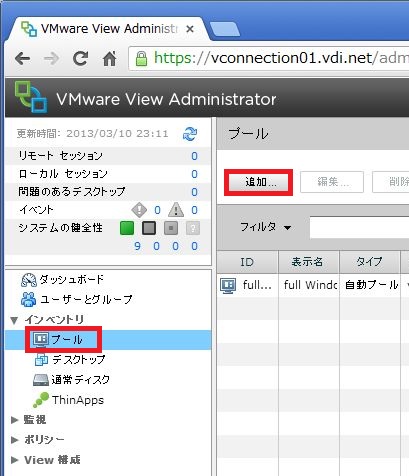 VMware View Administrator
https://vconnection01.vdi.net/adm
VMware View Administrator
更新時間: 2013/03/10 23:11
リモート セッション 0
ローカル セッション 0
問題のあるデスクトップ 0
イベント 0 0
システムの健全性
9 0 0 0
ダッシュボード
ユーザーとグループ
インベントリ
プール
デスクトップ
通常ディスク
ThinApps
監視
ポリシー
View 構成
プール
追加... 編集... 削除
フィルタ
ID 表示名 タイプ
full... full Windo 自動プール